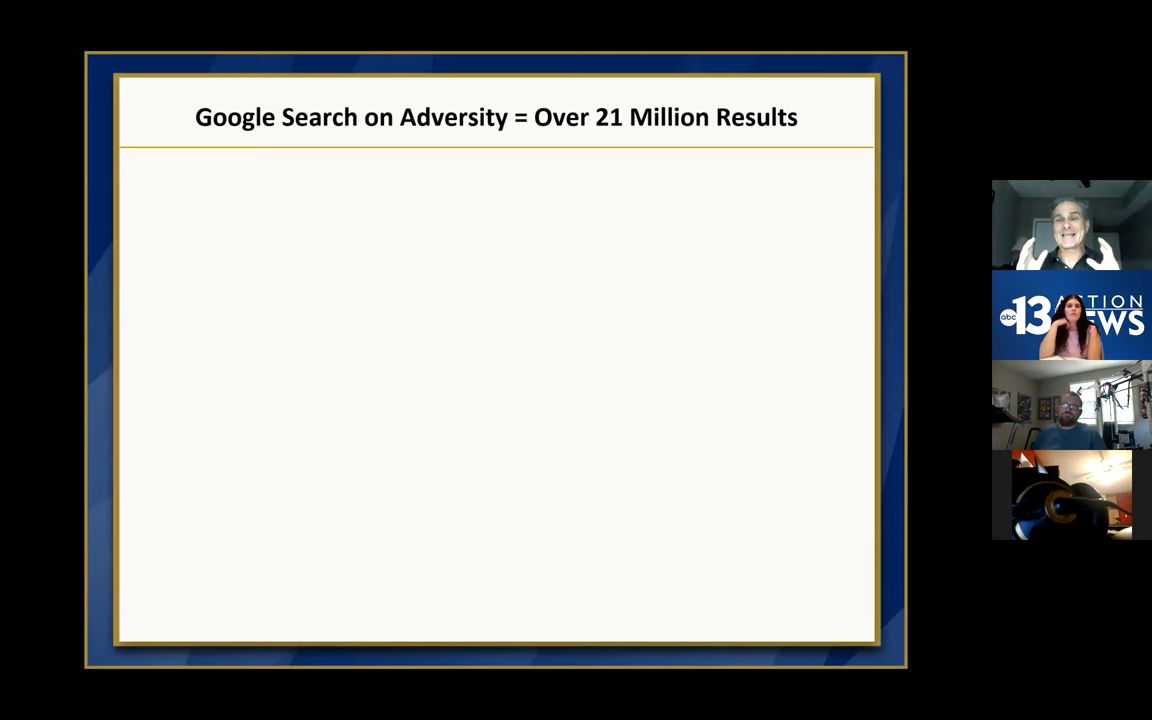 Google Search on Adversity = Over 21 Million Results
abc 13 ACTION
NEWS